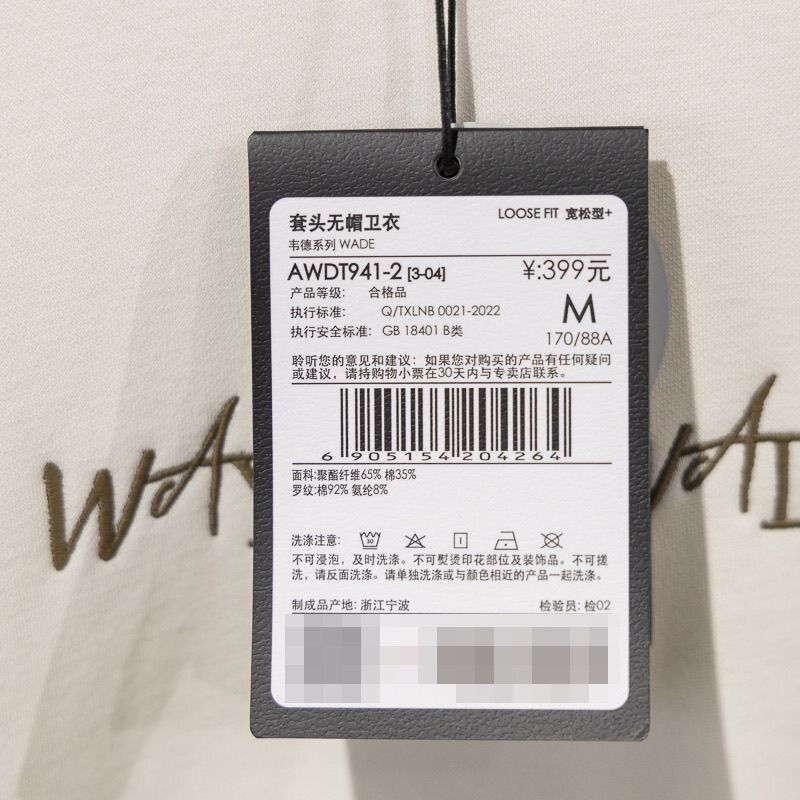 套头无帽卫衣
LOOSE FIT 宽松型+
韦德系列 WADE
AWDT941-2 [3-04]
¥:399元
产品等级: 合格品
执行标准: Q/TXLNB 0021-2022
M
执行安全标准: GB 18401 B类
170/88A
聆听您的意见和建议: 如果您对购买的产品有任何疑问
或建议, 请持购物小票在30天内与专卖店联系。
6 905154 204264
面料:聚酯纤维65% 棉35%
罗纹:棉92% 氨纶8%
洗涤注意: 30
不可浸泡, 及时洗涤。不可熨烫印花部位及装饰品。不可搓
洗, 请反面洗涤。请单独洗涤或与颜色相近的产品一起洗涤。
制成品产地: 浙江宁波
检验员: 检02